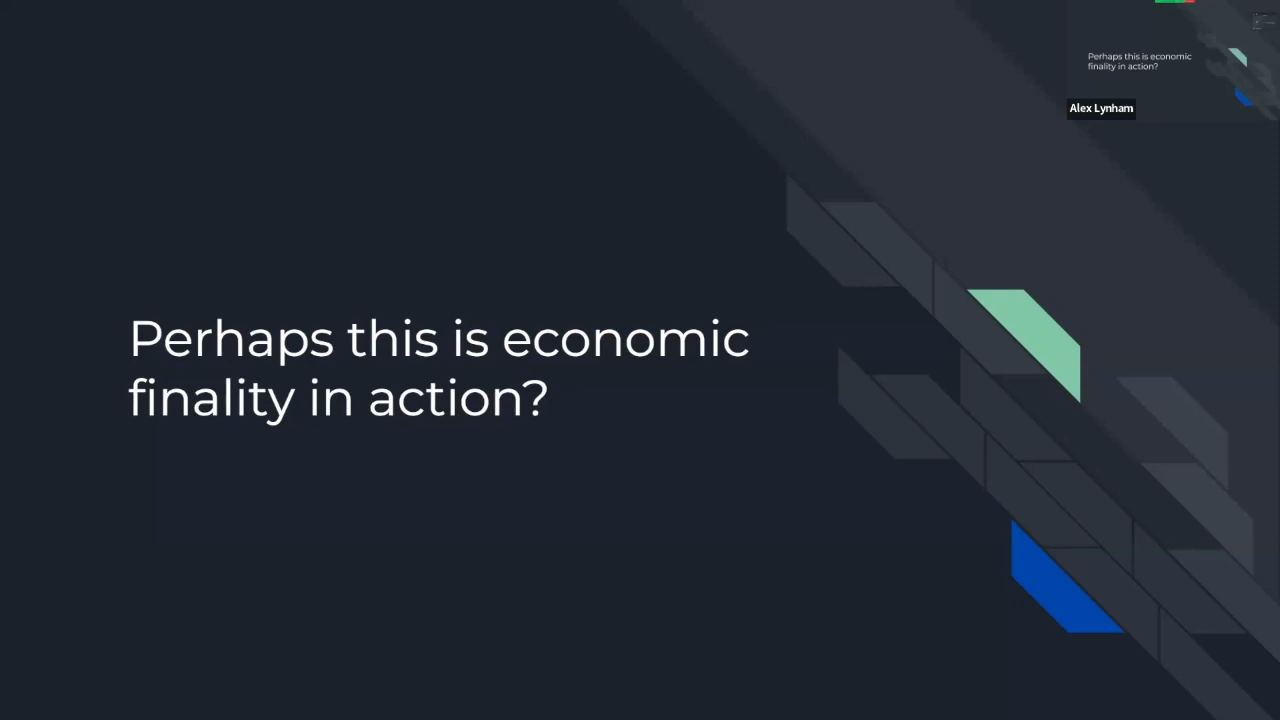 Perhaps this is economic
finality in action?
Perhaps this is economic
finality in action?
Alex Lynham